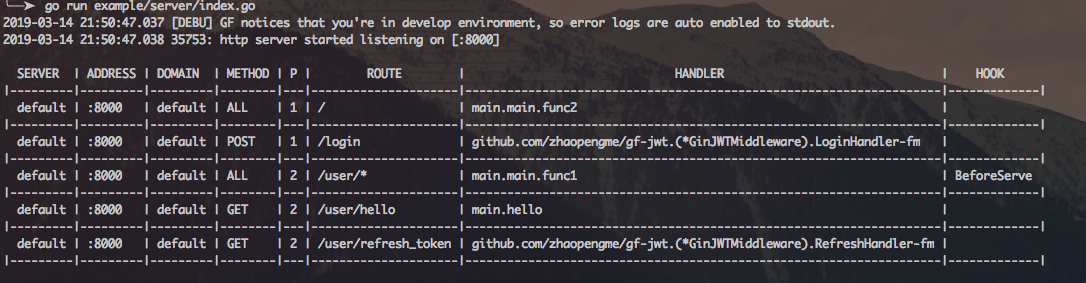 go run example/server/index.go
2019-03-14 21:50:47.037 [DEBU] GF notices that you're in develop environment, so error logs are auto enabled to stdout.
2019-03-14 21:50:47.038 35753: http server started listening on [:8000]
SERVER | ADDRESS | DOMAIN | METHOD | P | ROUTE | HANDLER | HOOK
|---------|---------|---------|--------|---|---------------------|-------------------------------------------------------------------|-------------|
default | :8000 | default | ALL | 1 | / | main.main.func2 |
|---------|---------|---------|--------|---|---------------------|-------------------------------------------------------------------|-------------|
default | :8000 | default | POST | 1 | /login | github.com/zhaopengme/gf-jwt.(*GinJWTMiddleware).LoginHandler-fm |
|---------|---------|---------|--------|---|---------------------|-------------------------------------------------------------------|-------------|
default | :8000 | default | ALL | 2 | /user/* | main.main.func1 | BeforeServe
|---------|---------|---------|--------|---|---------------------|-------------------------------------------------------------------|-------------|
default | :8000 | default | GET | 2 | /user/hello | main.hello |
|---------|---------|---------|--------|---|---------------------|-------------------------------------------------------------------|-------------|
default | :8000 | default | GET | 2 | /user/refresh_token | github.com/zhaopengme/gf-jwt.(*GinJWTMiddleware).RefreshHandler-fm |
|---------|---------|---------|--------|---|---------------------|-------------------------------------------------------------------|-------------|